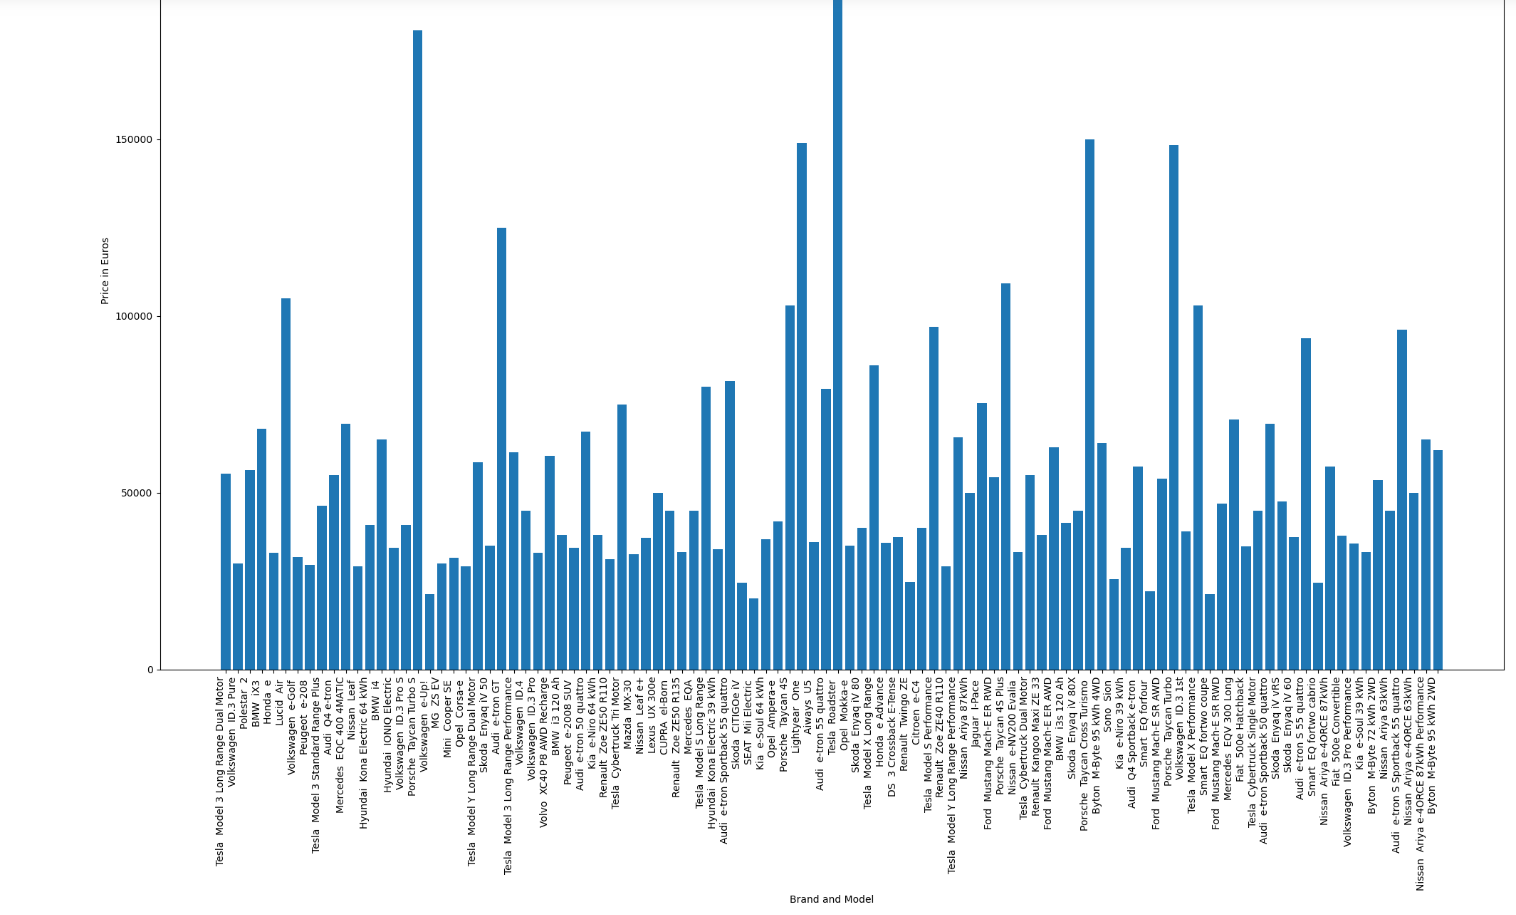 150000
100000
50000
0
Price in Euros
Tesla Model 3 Long Range Dual Motor
Volkswagen ID.3 Pure
Polestar 2
BMW iX3
Honda e
Lucid Air
Volkswagen e-Golf
Peugeot e-208
Tesla Model 3 Standard Range Plus
Audi Q4 e-tron
Mercedes EQC 400 4MATIC
Nissan Leaf
Hyundai Kona Electric 64 kWh
BMW i4
Hyundai IONIQ Electric
Volkswagen ID.3 Pro S
Porsche Taycan Turbo S
Volkswagen e-Up!
MG ZS EV
Mini Cooper SE
Opel Corsa-e
Tesla Model Y Long Range Dual Motor
Skoda Enyaq iV 50
Audi e-tron GT
Tesla Model 3 Long Range Performance
Volkswagen ID.4
Volkswagen ID.3 Pro
Volvo XC40 P8 AWD Recharge
BMW i3 120 Ah
Peugeot e-2008 SUV
Audi e-tron 50 quattro
Kia e-Niro 64 kWh
Renault Zoe ZE50 R110
Tesla Cybertruck Tri Motor
Mazda MX-30
Nissan Leaf e+
Lexus UX 300e
CUPRA el-Born
Renault Zoe ZE50 R135
Mercedes EQA
Tesla Model S Long Range
Hyundai Kona Electric 39 kWh
Audi e-tron Sportback 55 quattro
Skoda CITIGOe iV
SEAT Mii Electric
Kia e-Soul 64 kWh
Opel Ampera-e
Porsche Taycan 4S
Lightyear One
Aiways U5
Audi e-tron 55 quattro
Tesla Roadster
Opel Mokka-e
Skoda Enyaq iV 80
Tesla Model X Long Range
Honda e Advance
DS 3 Crossback E-Tense
Renault Twingo ZE
Citroen e-C4
Tesla Model S Performance
Renault Zoe ZE40 R110
Tesla Model Y Long Range Performance
Nissan Ariya 87kWh
Jaguar I-Pace
Ford Mustang Mach-E ER RWD
Porsche Taycan 4S Plus
Nissan e-NV200 Evalia
Tesla Cybertruck Dual Motor
Renault Kangoo Maxi ZE 33
Ford Mustang Mach-E ER AWD
BMW i3s 120 Ah
Skoda Enyaq iV 80X
Porsche Taycan Cross Turismo
Byton M-Byte 95 kWh 4WD
Sono Sion
Kia e-Niro 39 kWh
Audi Q4 Sportback e-tron
Smart EQ forfour
Ford Mustang Mach-E SR AWD
Porsche Taycan Turbo
Volkswagen ID.3 1st
Tesla Model X Performance
Smart EQ fortwo coupe
Ford Mustang Mach-E SR RWD
Mercedes EQV 300 Long
Fiat 500e Hatchback
Tesla Cybertruck Single Motor
Audi e-tron Sportback 50 quattro
Skoda Enyaq iV vRS
Skoda Enyaq iV 60
Audi e-tron S 55 quattro
Smart EQ fortwo cabrio
Nissan Ariya e-4ORCE 87kWh
Fiat 500e Convertible
Volkswagen ID.3 Pro Performance
Kia e-Soul 39 kWh
Byton M-Byte 72 kWh 2WD
Nissan Ariya 63kWh
Audi e-tron S Sportback 55 quattro
Nissan Ariya e-4ORCE 63kWh
Nissan Ariya e-4ORCE 87kWh Performance
Byton M-Byte 95 kWh 2WD
Brand and Model